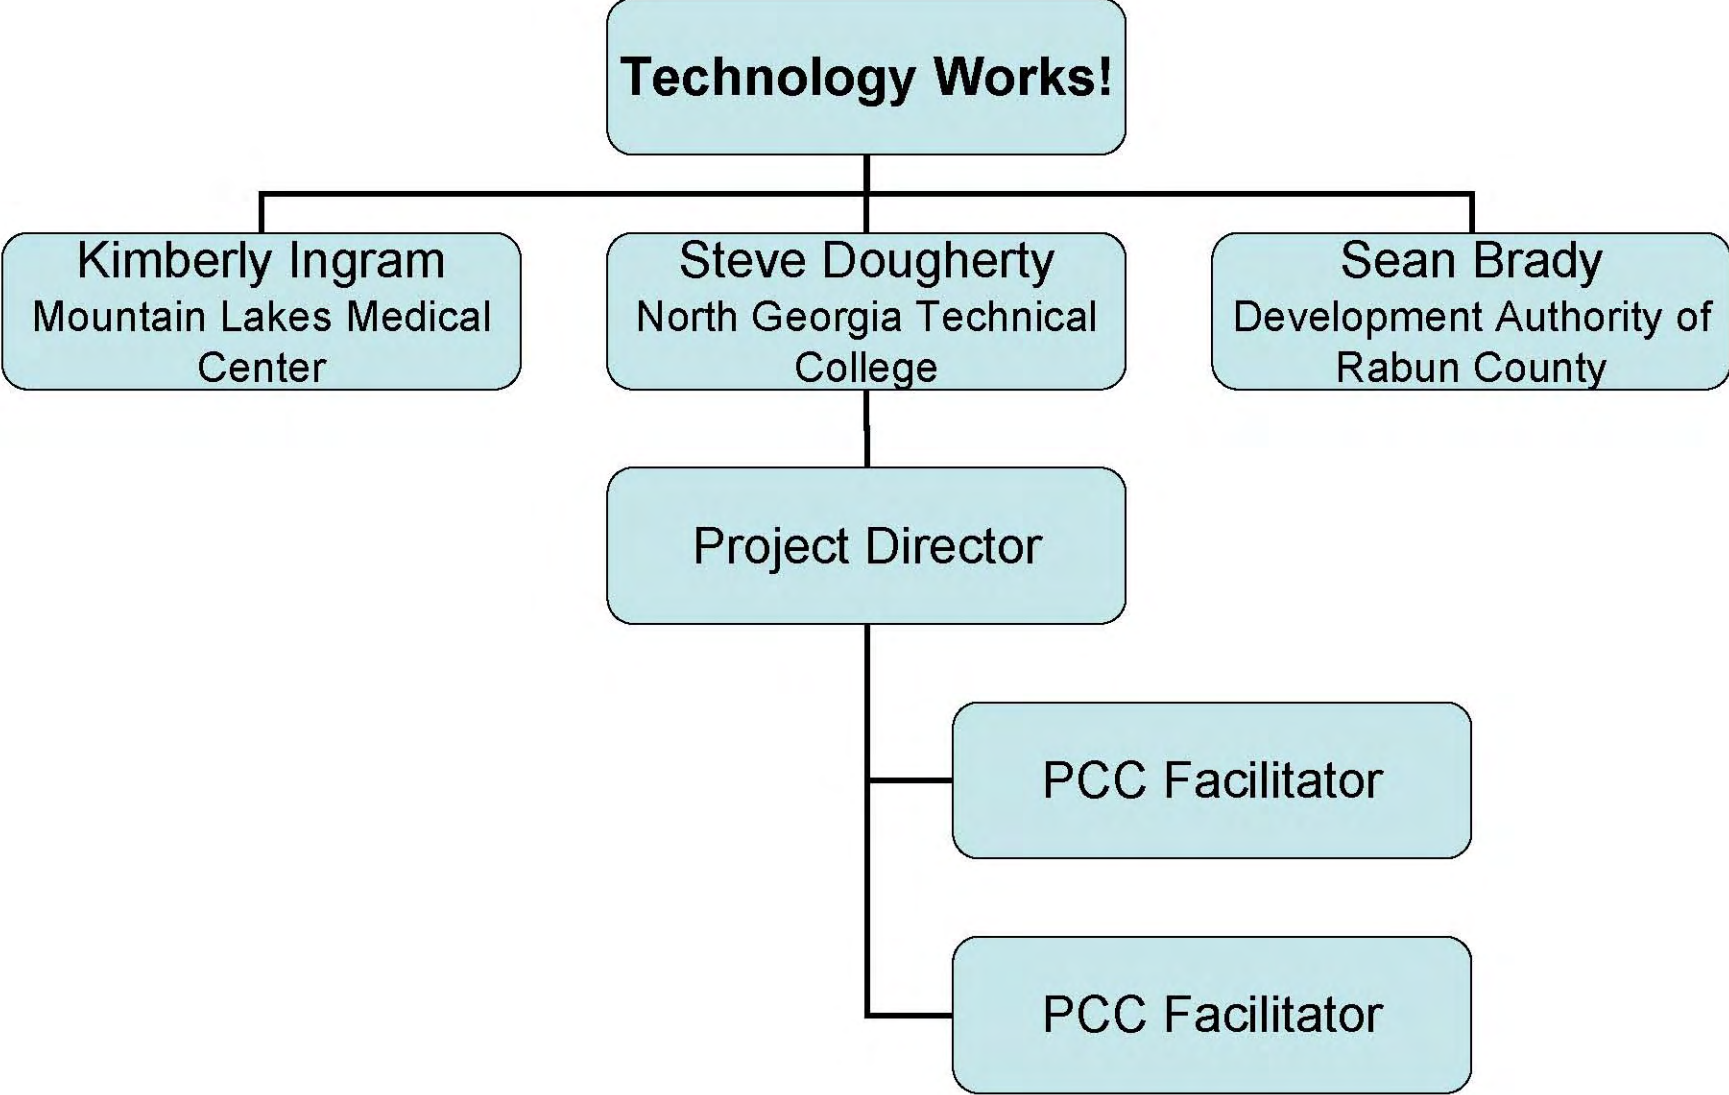 Technology Works!
Kimberly Ingram
Mountain Lakes Medical
Center
Steve Dougherty
North Georgia Technical
College
Sean Brady
Development Authority of
Rabun County
Project Director
PCC Facilitator
PCC Facilitator